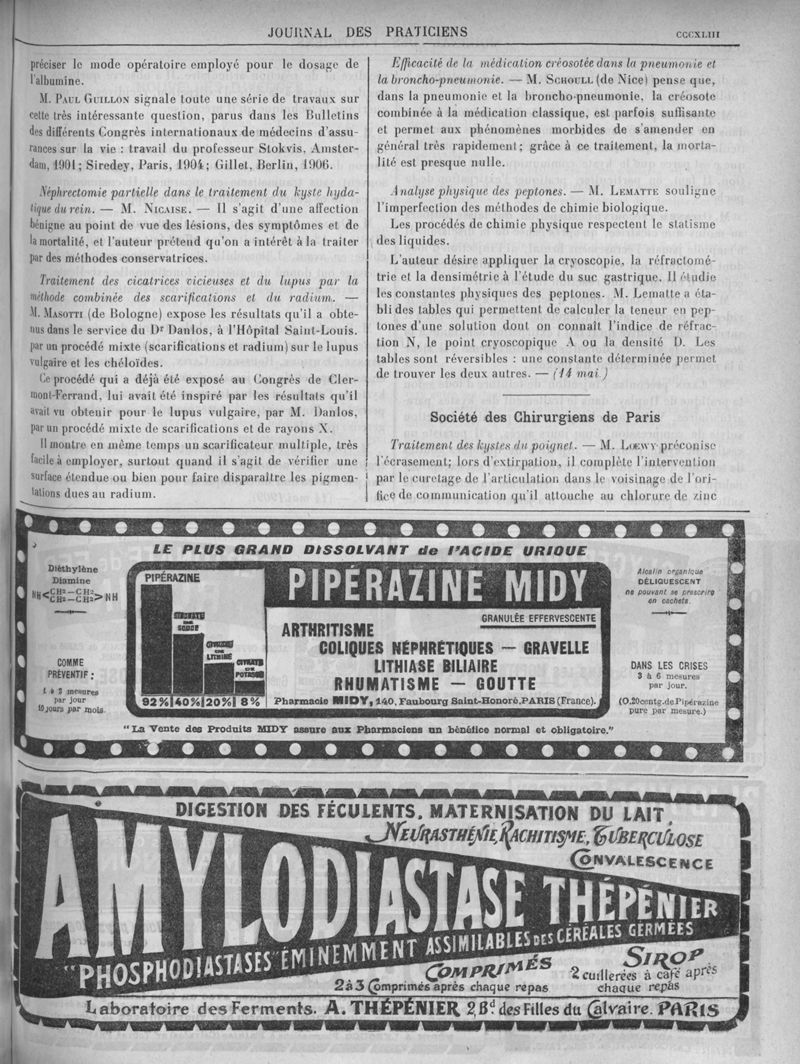 JOURNAL DES PRATICIENS
CCCXLIII
préciser le mode opératoire employé pour le dosage de
l'albumine.
M. PAUL GUILLON signale toute une série de travaux sur
cette très intéressante question, parus dans les Bulletins
des différents Congrès internationaux de médecins d'assu-
rances sur la vie : travail du professeur Stokvis, Amster-
dam, 1901; Siredey, Paris, 1904; Gillet, Berlin, 1906.
Néphrectomie partielle dans le traitement du kyste hyda-
tique du rein. — M. NICAISE. — Il s'agit d'une affection
bénigne au point de vue des lésions, des symptômes et de
la mortalité, et l'auteur prétend qu'on a intérêt à la traiter
par des méthodes conservatrices.
Traitement des cicatrices vicieuses et du lupus par la
méthode combinée des scarifications et du radium. —
M. MASOTTI (de Bologne) expose les résultats qu'il a obte-
nus dans le service du Dr Danlos, à l'Hôpital Saint-Louis,
par un procédé mixte (scarifications et radium) sur le lupus
vulgaire et les chéloïdes.
Ce procédé qui a déjà été exposé au Congrès de Cler-
mont-Ferrand, lui avait été inspiré par les résultats qu'il
avait vu obtenir pour le lupus vulgaire, par M. Danlos,
par un procédé mixte de scarifications et de rayons X.
Il montre en même temps un scarificateur multiple, très
facile à employer, surtout quand il s'agit de vérifier une
surface étendue ou bien pour faire disparaître les pigmen-
tations dues au radium.
Efficacité de la médication créosotée dans la pneumonie et
la broncho-pneumonie. — M. SCHOULL (de Nice) pense que,
dans la pneumonie et la broncho-pneumonie, la créosote
combinée à la médication classique, est parfois suffisante
et permet aux phénomènes morbides de s'amender en
général très rapidement; grâce à ce traitement, la morta-
lité est presque nulle.
Analyse physique des peptones. — M. LEMATTE souligne
l'imperfection des méthodes de chimie biologique.
Les procédés de chimie physique respectent le statisme
des liquides.
L'auteur désire appliquer la cryoscopie, la réfractomé-
trie et la densimétrie à l'étude du suc gastrique. Il étudie
les constantes physiques des peptones. M. Lematte a éta-
bli des tables qui permettent de calculer la teneur en pep-
tones d'une solution dont on connaît l'indice de réfrac-
tion N, le point cryoscopique A ou la densité D. Les
tables sont réversibles : une constante déterminée permet
de trouver les deux autres. — (14 mai.)
Société des Chirurgiens de Paris
Traitement des kystes du poignet. — M. LOEWY préconise
l'écrasement; lors d'extirpation, il complète l'intervention
par le curetage de l'articulation dans le voisinage de l'ori-
fice de communication qu'il attouche au chlorure de zinc
LE PLUS GRAND DISSOLVANT de l'ACIDE URIQUE
Diéthylène
Diamine
NH<CH²—CH²>NH
CH²—CH²
COMME
PRÉVENTIF :
1 à 3 mesures
par jour
10 jours par mois.
PIPÉRAZINE
CITRATE
DE
POTASSE
92% 40% 20% 8%
PIPÉRAZINE MIDY
GRANULÉE EFFERVESCENTE
ARTHRITISME
COLIQUES NÉPHRÉTIQUES — GRAVELLE
LITHIASE BILIAIRE
RHUMATISME — GOUTTE
Pharmacie MIDY, 140, Faubourg Saint-Honoré, PARIS (France).
Alcalin organique
DÉLIQUESCENT
ne pouvant se prescrire
en cachets.
DANS LES CRISES
3 à 6 mesures
par jour.
(0,20 centg. de Pipérazine
pure par mesure.)
"La Vente des Produits MIDY assure aux Pharmaciens un bénéfice normal et obligatoire."
DIGESTION DES FÉCULENTS, MATERNISATION DU LAIT,
NEURASTHÉNIE, RACHITISME, TUBERCULOSE
CONVALESCENCE
AMYLODIASTASE THÉPÉNIER
"PHOSPHODIASTASES" ÉMINEMMENT ASSIMILABLES DES CÉRÉALES GERMÉES
COMPRIMÉS
2 à 3 Comprimés après chaque repas
SIROP
2 cuillerées à café après
chaque repas
Laboratoire des Ferments. A. THÉPÉNIER 2, Bd. des Filles du Calvaire. PARIS